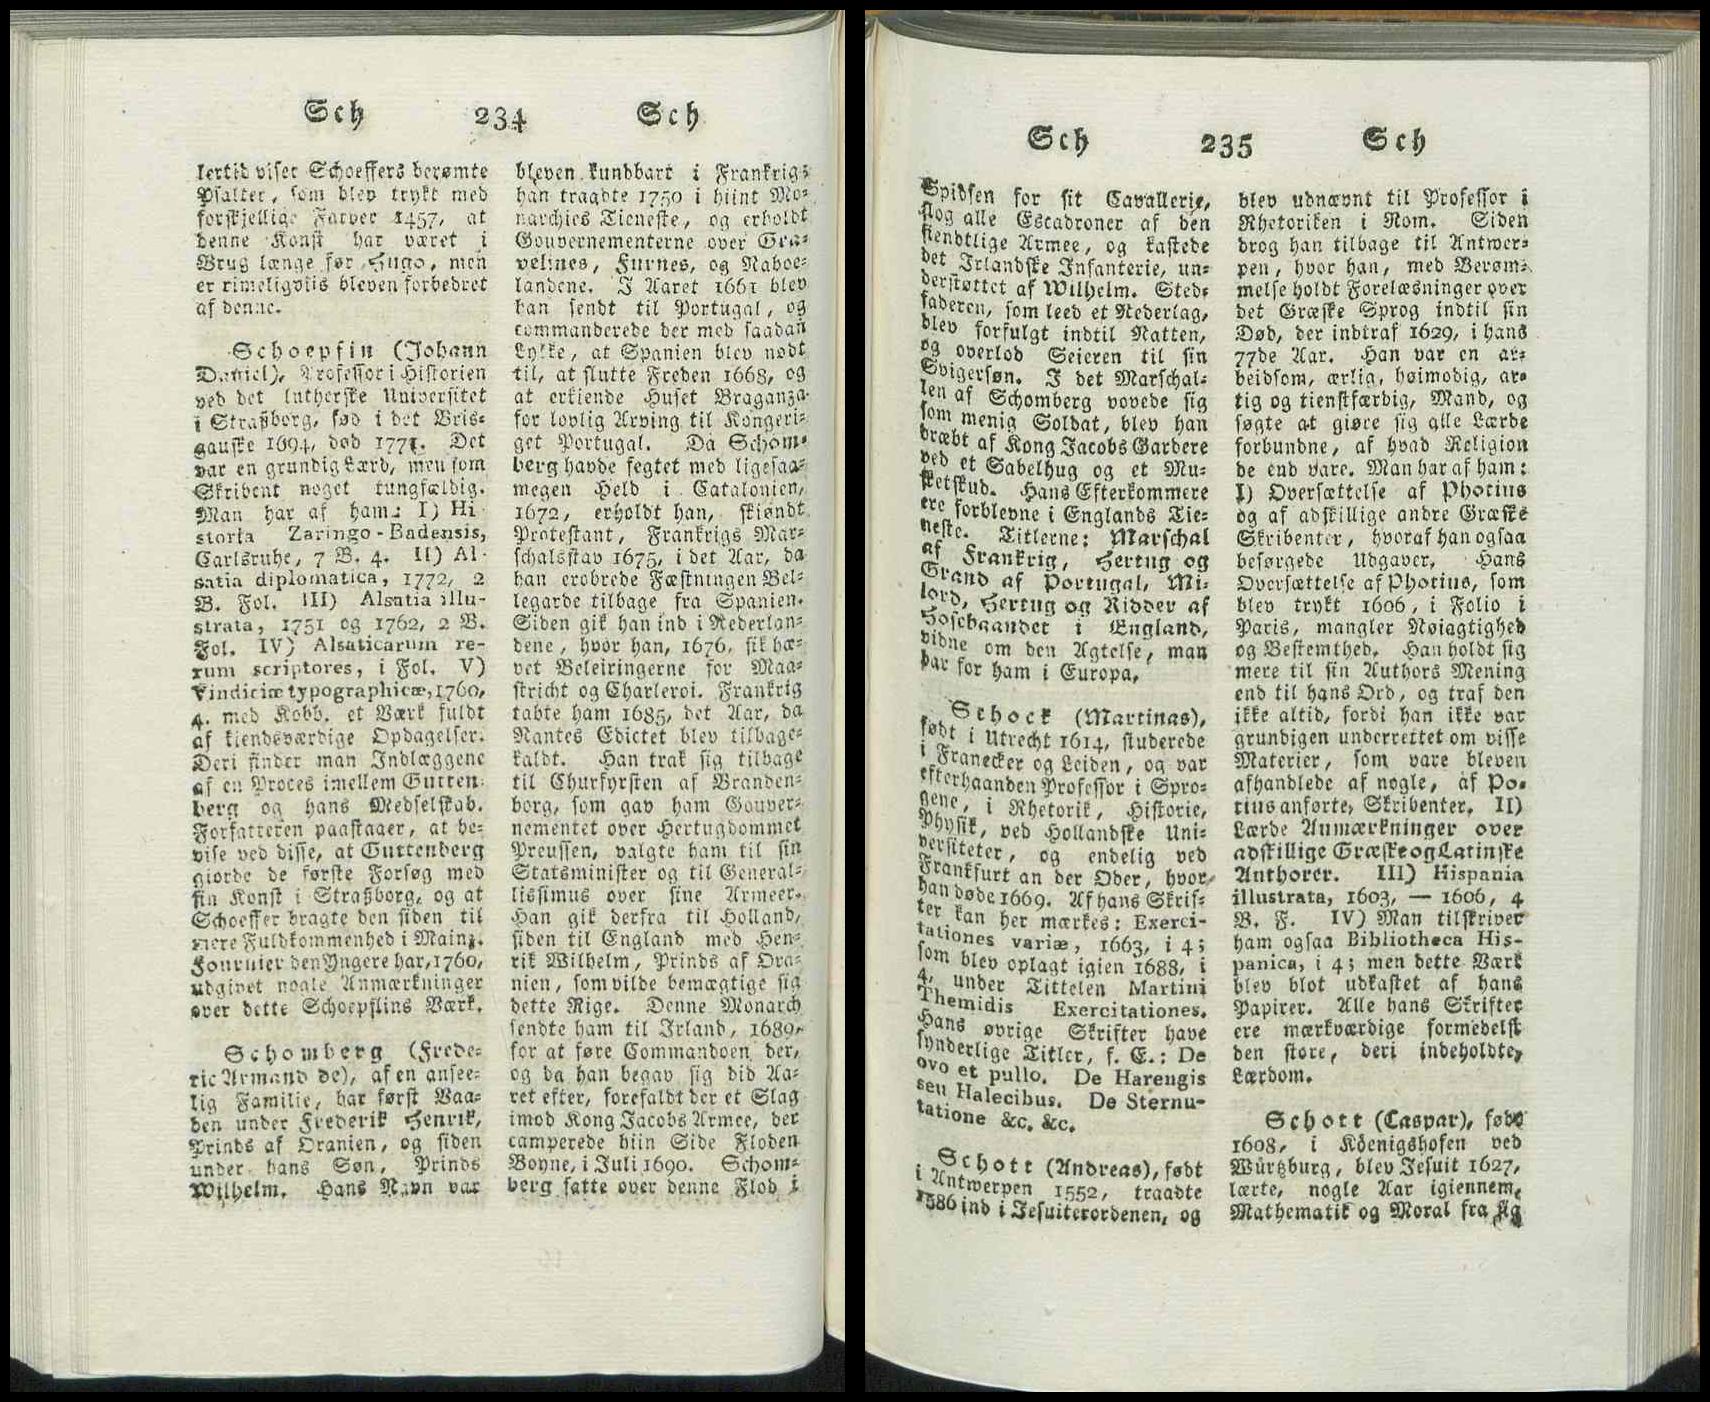 Sch 234 Sch
lertid viser Schoeffers berømte
Psalter, som blev trykt med
forskjellige Farver 1457, at
denne Konst har været i
Brug længe før Hugo, men
er rimeligviis bleven forbedret
af denne.
Schoepfin (Johann
Daniel), Professor i Historien
ved det lutherske Universitet
i Straßborg, fød i det Bris-
gauske 1694, død 1771. Det
var en grundig Lærd, men som
Skribent noget tungfældig.
Man har af ham: I) Hi
storia Zaringo-Badensis,
Carlsruhe, 7 B. 4. II) Al-
satia diplomatica, 1772, 2
B. Fol. III) Alsatia illu-
strata, 1751 og 1762, 2 B.
Fol. IV) Alsaticarum re-
rum scriptores, i Fol. V)
Vindiciæ typographicæ, 1760,
4. med Kobb. et Værk fuldt
af kiendsværdige Opdagelser.
Deri finder man Indlæggene
af en Proces imellem Gutten-
berg og hans Medselskab.
Forfatteren paastaaer, at be-
vise ved disse, at Guttenberg
giorde de første Forsøg med
sin Konst i Straßborg, og at
Schoeffer bragte den siden til
mere Fuldkommenhed i Mainz.
Fournier den Yngere har, 1760,
udgivet nogle Anmærkninger
over dette Schoepflins Værk.
Schomberg (Frede-
ric Armand de), af en ansee-
lig Familie, bar først Vaa-
ben under Frederik Henrik,
Prinds af Oranien, og siden
under hans Søn, Prinds
Wilhelm. Hans Navn var
bleven kundbart i Frankrig;
han traadte 1750 i hiint Mo-
narchies Tieneste, og erholdt
Gouvernementerne over Gra-
velines, Furnes, og Naboe-
landene. I Aaret 1661 blev
han sendt til Portugal, og
commanderede der med saadan
Lykke, at Spanien blev nødt
til, at slutte Freden 1668, og
at erkiende Huset Braganza
for lovlig Arving til Kongeri-
get Portugal. Da Schom-
berg havde fegtet med ligesaa-
megen Held i Catalonien,
1672, erholdt han, skiøndt
Protestant, Frankrigs Mar-
schalsstav 1675, i det Aar, da
han erobrede Fæstningen Bel-
legarde tilbage fra Spanien.
Siden gik han ind i Nederlan-
dene, hvor han, 1676, fik hæ-
vet Beleiringerne for Maa-
stricht og Charleroi. Frankrig
tabte ham 1685, det Aar, da
Nantes Edictet blev tilbage-
kaldt. Han trak sig tilbage
til Churfyrsten af Branden-
borg, som gav ham Gouver-
nementet over Hertugdommet
Preussen, valgte ham til sin
Statsminister og til General-
lissimus over sine Armeer.
Han gik derfra til Holland,
siden til England med Hen-
rik Wilhelm, Prinds af Ora-
nien, som vilde bemægtige sig
dette Rige. Denne Monarch
sendte ham til Irland, 1689,
for at føre Commandoen der,
og da han begav sig did Aa-
ret efter, forefaldt der et Slag
imod Kong Jacobs Armee, der
camperede hiin Side Floden
Boyne, i Juli 1690. Schom-
berg satte over denne Flod i
Sch 235 Sch
Spidsen for sit Cavallerie,
slog alle Escadroner af den
fiendtlige Armee, og kastede
det Irlandske Infanterie, un-
derstøttet af Wilhelm. Sted-
faderen, som leed et Nederlag,
blev forfulgt indtil Natten,
og overlod Seieren til sin
Svigersøn. I det Marschal-
len af Schomberg vovede sig
som menig Soldat, blev han
dræbt af Kong Jacobs Gardere
ved et Sabelhug og et Mu-
sketskud. Hans Efterkommere
ere forblevne i Englands Tie-
neste. Titlerne: Marschal
af Frankrig, Hertug og
Grand af Portugal, Mi-
lord, Hertug og Ridder af
Hosebaandet i England,
vidne om den Agtelse, man
bar for ham i Europa.
Schock (Martinas),
født i Utrecht 1614, studerede
i Franecker og Leiden, og var
efterhaanden Professor i Spro-
gene, i Rhetorik, Historie,
Physik, ved Hollandske Uni-
versiteter, og endelig ved
Frankfurt an der Oder, hvor
han døde 1669. Af hans Skrif-
ter kan her mærkes: Exerci-
tationes variæ, 1663, i 4;
som blev oplagt igien 1688, i
4, under Tittelen Martini
Themidis Exercitationes.
Hans øvrige Skrifter have
synderlige Titler, f. E.: De
ovo et pullo. De Harengis
seu Halecibus. De Sternu-
tatione &c. &c.
Schott (Andreas), født
i Antwerpen 1552, traadte
1586 ind i Jesuiterordenen, og
blev udnævnt til Professor i
Rhetoriken i Rom. Siden
drog han tilbage til Antwer-
pen, hvor han, med Berøm-
melse holdt Forelæsninger over
det Græske Sprog indtil sin
Død, der indtraf 1629, i hans
77de Aar. Han var en ar-
beidsom, ærlig, høimodig, ar-
tig og tienstfærdig, Mand, og
søgte at giøre sig alle Lærde
forbundne, af hvad Religion
de end vare. Man har af ham:
I) Oversættelse af Photius
og af adskillige andre Græske
Skribenter, hvoraf han ogsaa
besørgede Udgaver. Hans
Oversættelse af Photius, som
blev trykt 1606, i Folio i
Paris, mangler Nøiagtighed
og Bestemthed. Han holdt sig
mere til sin Authors Mening
end til hans Ord, og traf den
ikke altid, fordi han ikke var
grundigen underrettet om visse
Materier, som vare bleven
afhandlede af nogle, af Po-
tius anførte, Skribenter. II)
Lærde Anmærkninger over
adskillige Græske og Latinske
Authorer. III) Hispania
illustrata, 1603, — 1606, 4
B. F. IV) Man tilskriver
ham ogsaa Bibliotheca His-
panica, i 4; men dette Værk
blev blot udkastet af hans
Papirer. Alle hans Skrifter
ere mærkværdige formedelst
den store, deri indeholdte,
Lærdom.
Schott (Caspar), født
1608, i Köenigshofen ved
Würtzburg, blev Jesuit 1627,
lærte, nogle Aar igiennem,
Mathematik og Moral fra sig